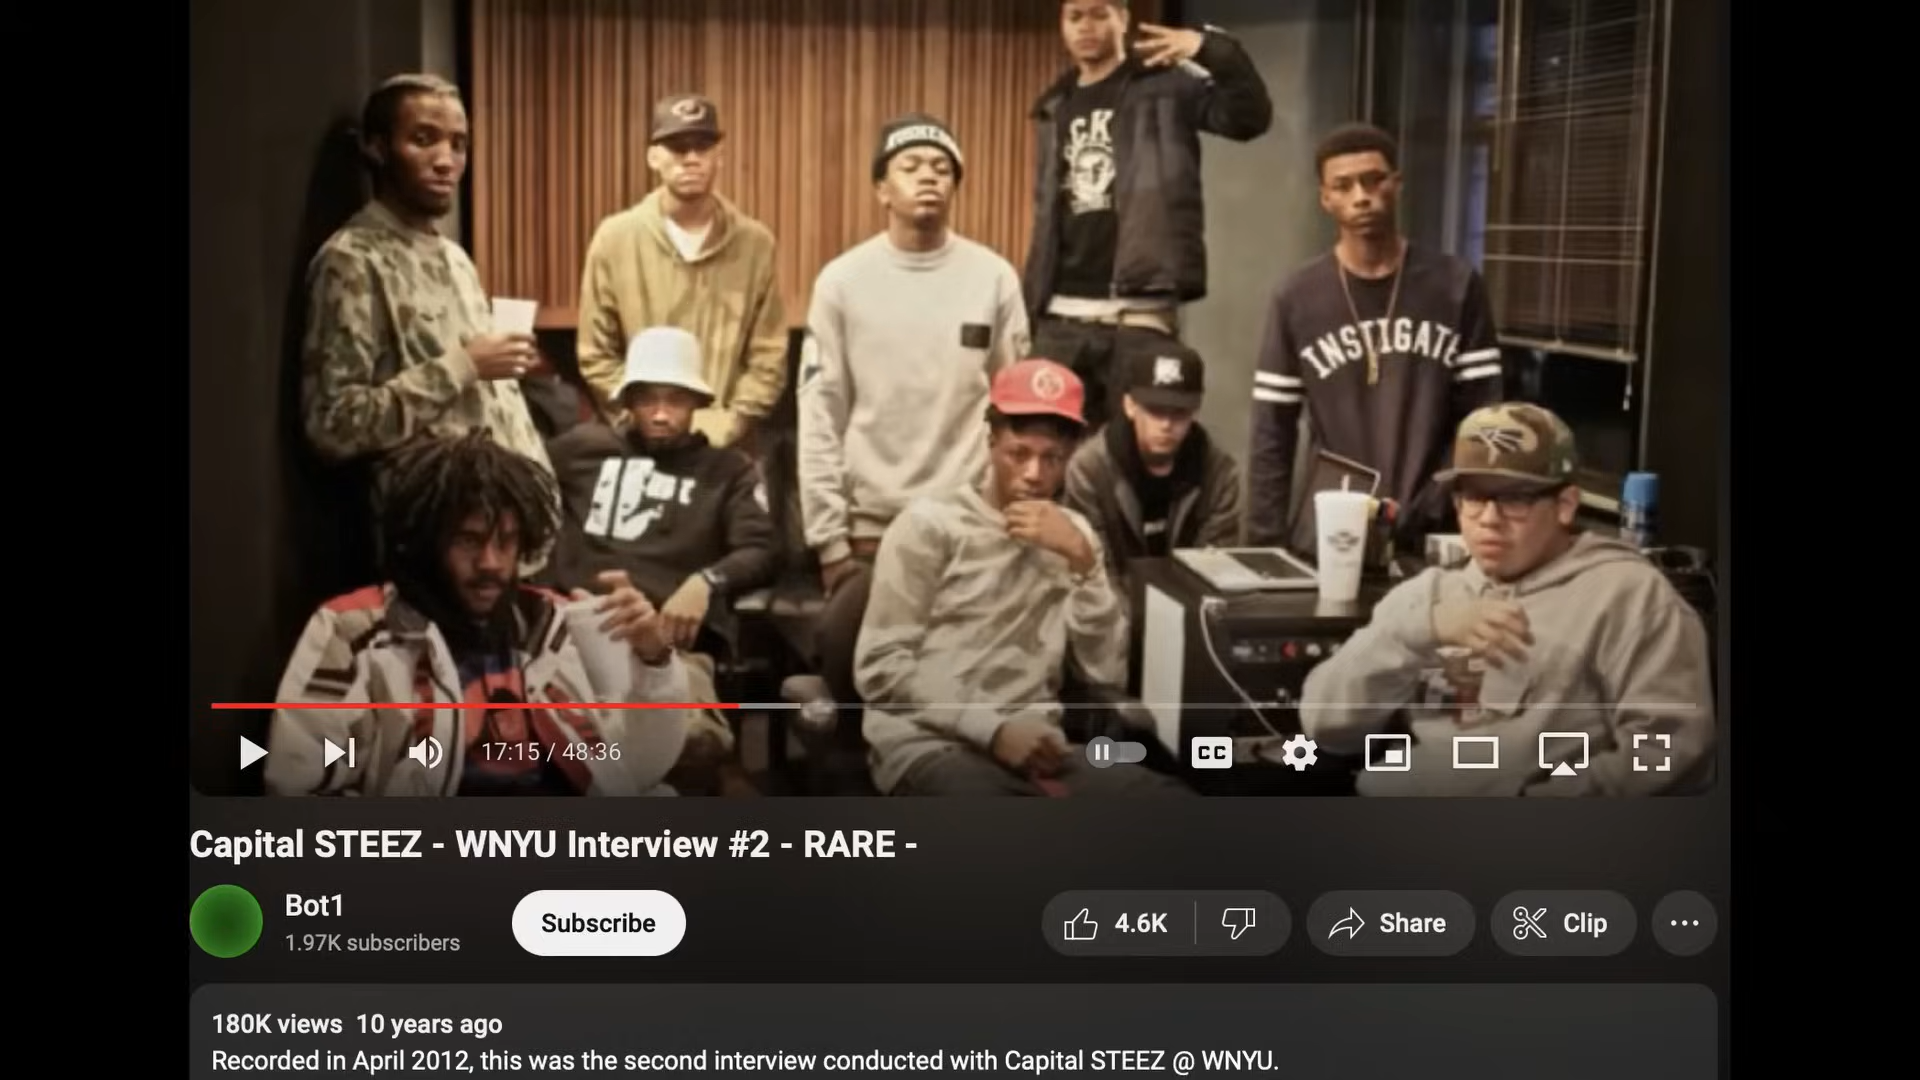 CK
INSTIGATE
17:15 / 48:36
CC
Capital STEEZ - WNYU Interview #2 - RARE -
Bot1
1.97K subscribers
Subscribe
4.6K
Share
Clip
180K views 10 years ago
Recorded in April 2012, this was the second interview conducted with Capital STEEZ @ WNYU.